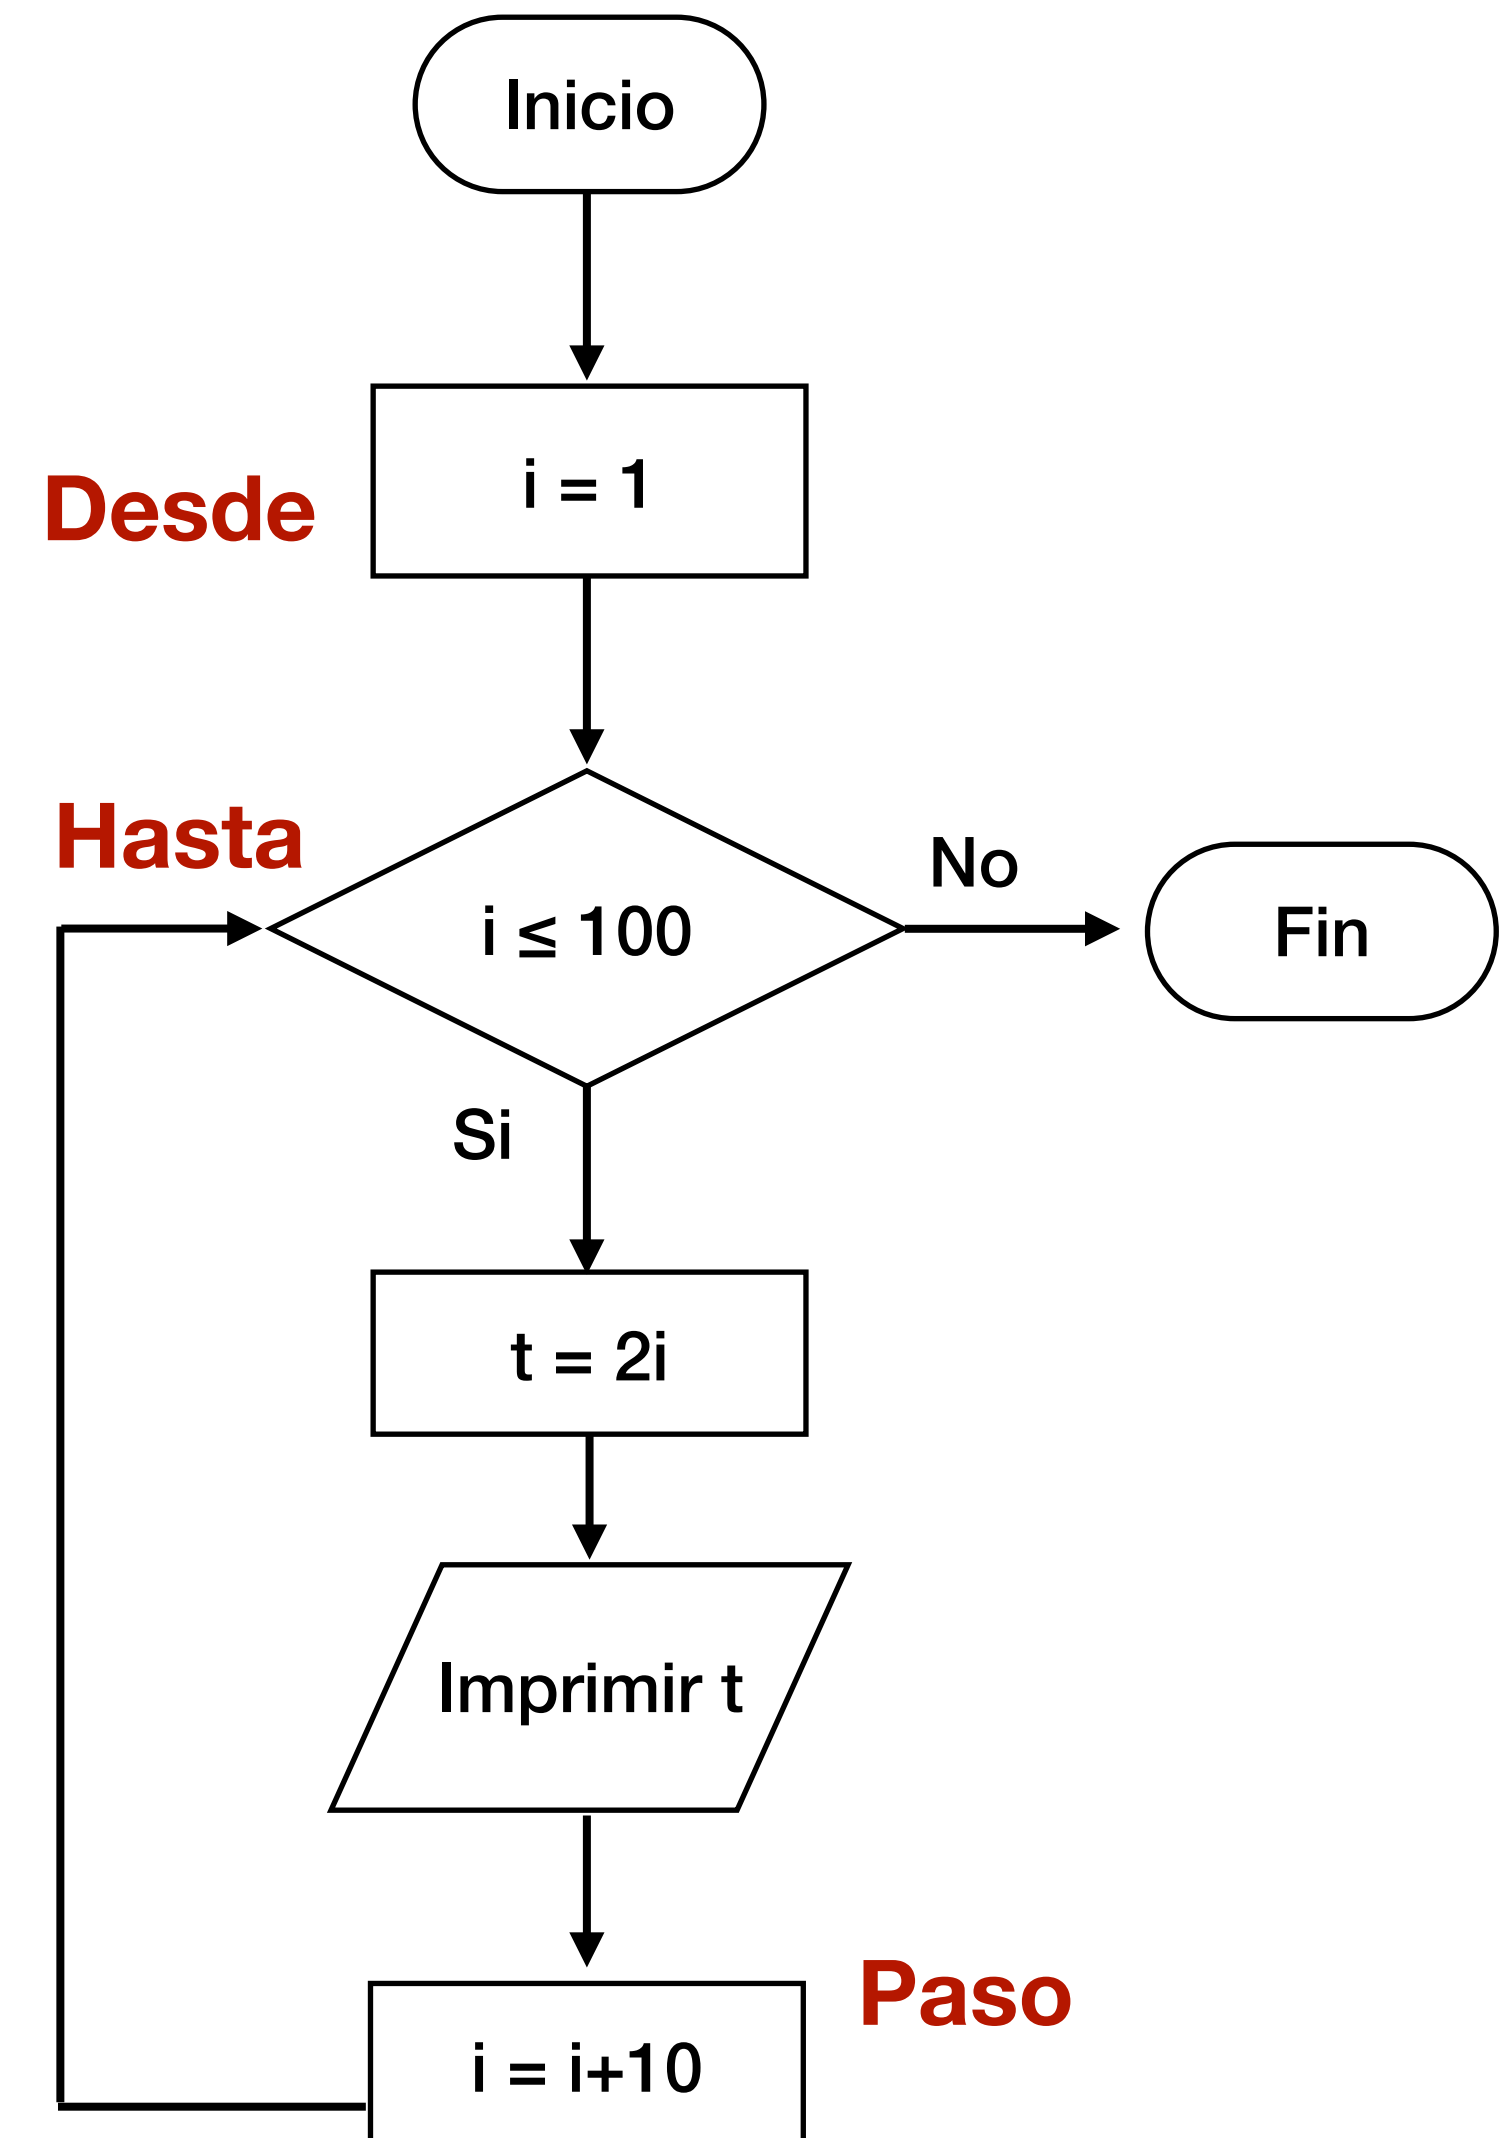 Inicio
Desde
i = 1
Hasta
i ≤ 100
No
Fin
Si
t = 2i
Imprimir t
Paso
i = i+10